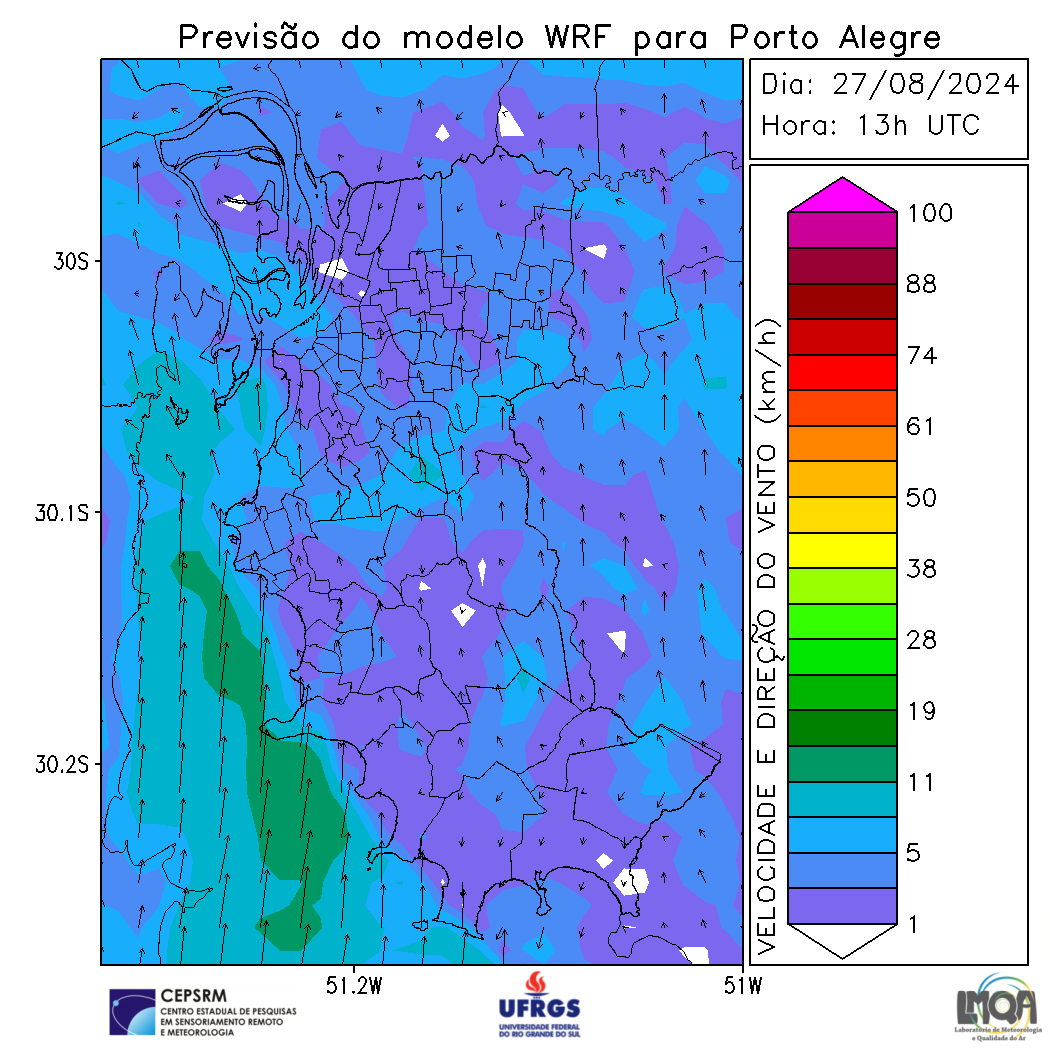 Previsão do modelo WRF para Porto Alegre
Dia: 27/08/2024
Hora: 13h UTC
30S
30.1S
30.2S
51.2W
51W
VELOCIDADE E DIREÇÃO DO VENTO (km/h)
100
88
74
61
50
38
28
19
11
5
1
CEPSRM
CENTRO ESTADUAL DE PESQUISAS
EM SENSORIAMENTO REMOTO
E METEOROLOGIA
UFRGS
UNIVERSIDADE FEDERAL
DO RIO GRANDE DO SUL
LMQA
Laboratório de Meteorologia
e Qualidade do Ar